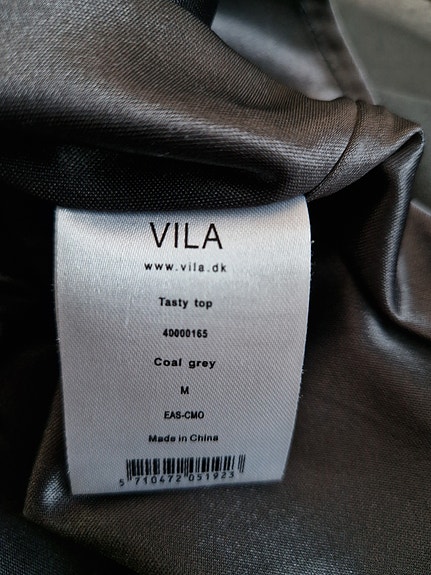 VILA
www.vila.dk
Tasty top
40000165
Coal grey
M
EAS-CMO
Made in China
5 710472 051923